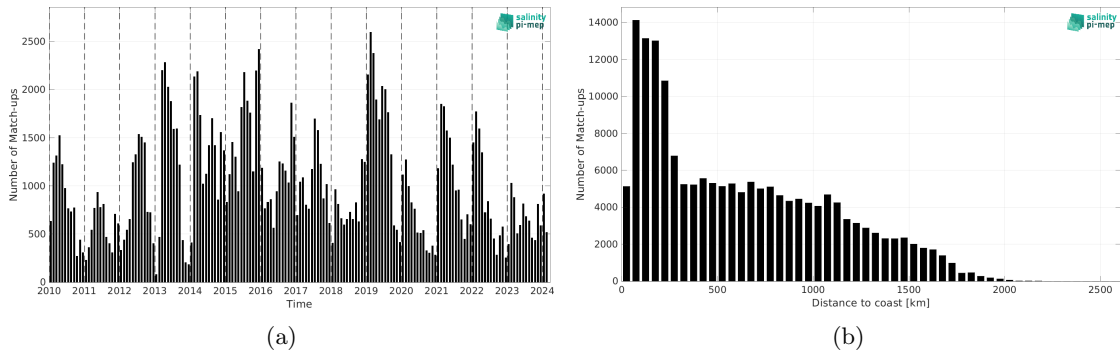 salinity
pi-mep
2500
2000
1500
1000
500
0
2010 2011 2012 2013 2014 2015 2016 2017 2018 2019 2020 2021 2022 2023 2024
Number of Match-ups
Time
(a)
salinity
pi-mep
14000
12000
10000
8000
6000
4000
2000
0
0 500 1000 1500 2000 2500
Number of Match-ups
Distance to coast [km]
(b)